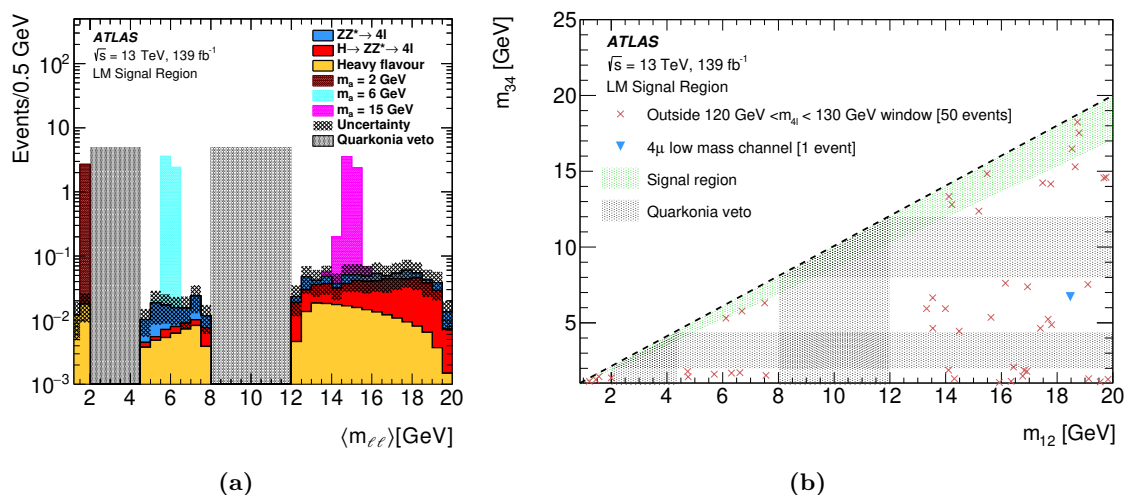 ATLAS
√s = 13 TeV, 139 fb⁻¹
LM Signal Region
ZZ*→ 4l
H→ ZZ*→ 4l
Heavy flavour
mₐ = 2 GeV
mₐ = 6 GeV
mₐ = 15 GeV
Uncertainty
Quarkonia veto
Events/0.5 GeV
10²
10
1
10⁻¹
10⁻²
10⁻³
2 4 6 8 10 12 14 16 18 20
⟨m_ℓℓ⟩[GeV]
(a)
ATLAS
√s = 13 TeV, 139 fb⁻¹
LM Signal Region
Outside 120 GeV <m₄ₗ < 130 GeV window [50 events]
4μ low mass channel [1 event]
Signal region
Quarkonia veto
m₃₄ [GeV]
25
20
15
10
5
2 4 6 8 10 12 14 16 18 20
m₁₂ [GeV]
(b)